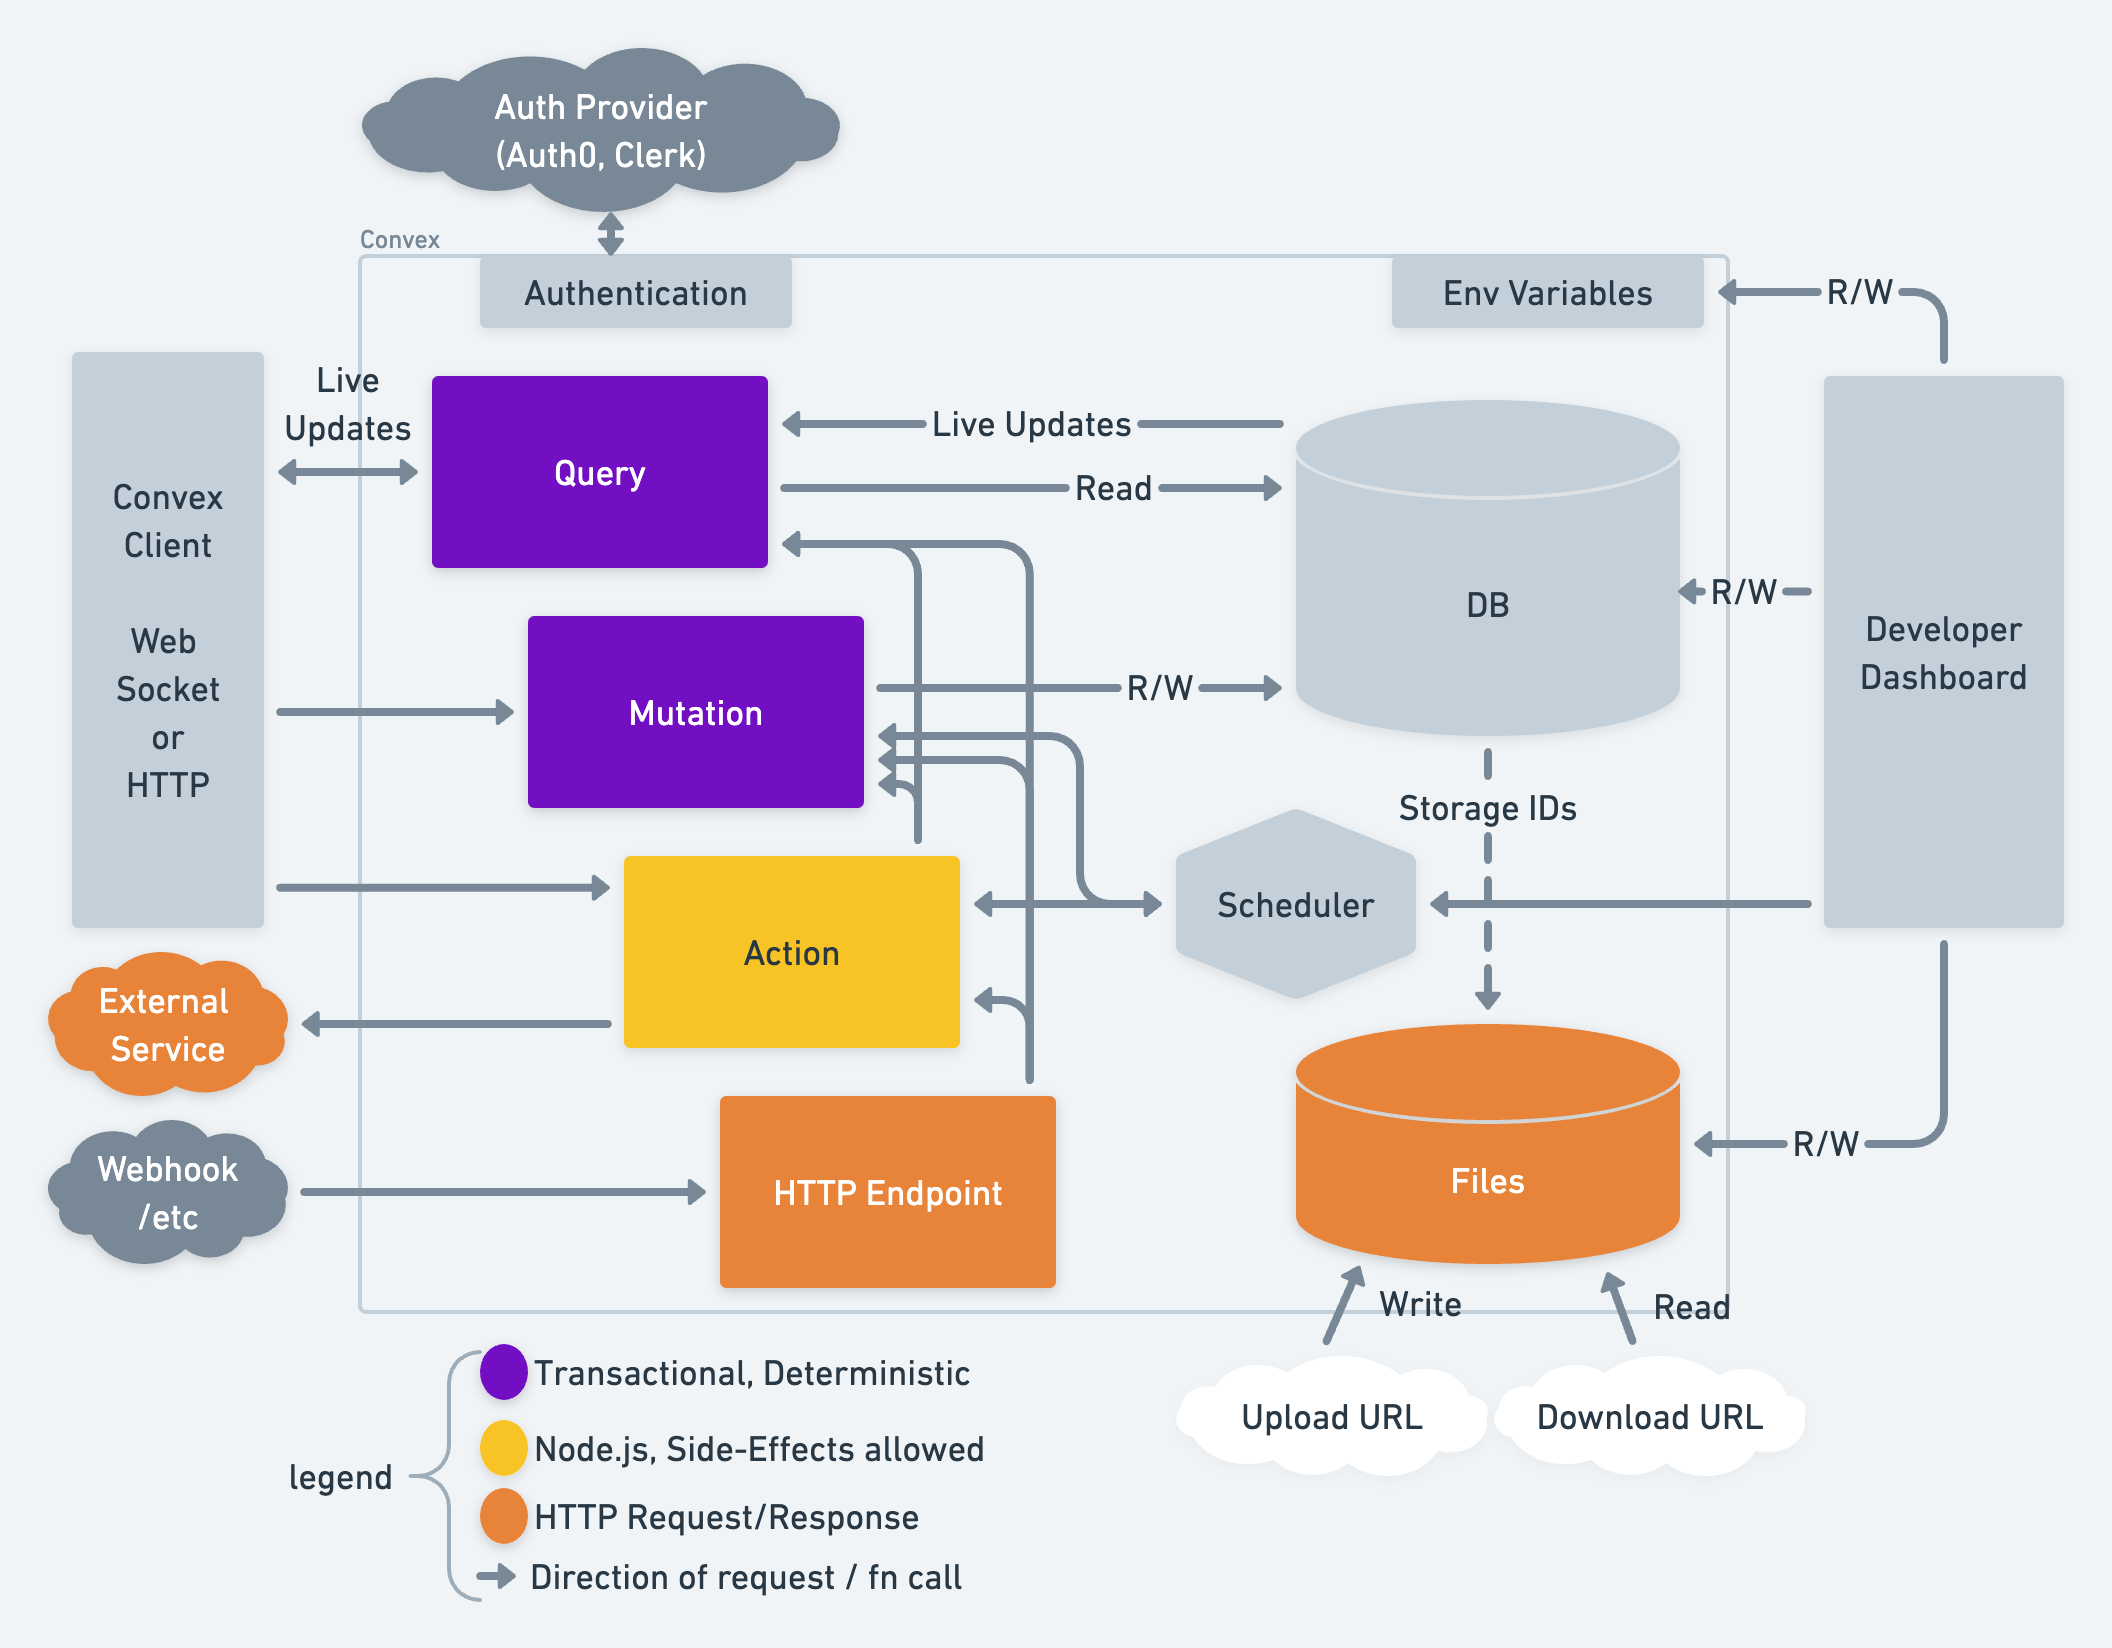 Auth Provider
(Auth0, Clerk)
Convex
Authentication
Env Variables
R/W
Live
Updates
Convex
Client
Web
Socket
or
HTTP
Query
Live Updates
Read
DB
R/W
Developer
Dashboard
Mutation
R/W
Storage IDs
Scheduler
Action
External
Service
Webhook
/etc
HTTP Endpoint
Files
R/W
Write
Read
Upload URL
Download URL
legend
Transactional, Deterministic
Node.js, Side-Effects allowed
HTTP Request/Response
Direction of request / fn call